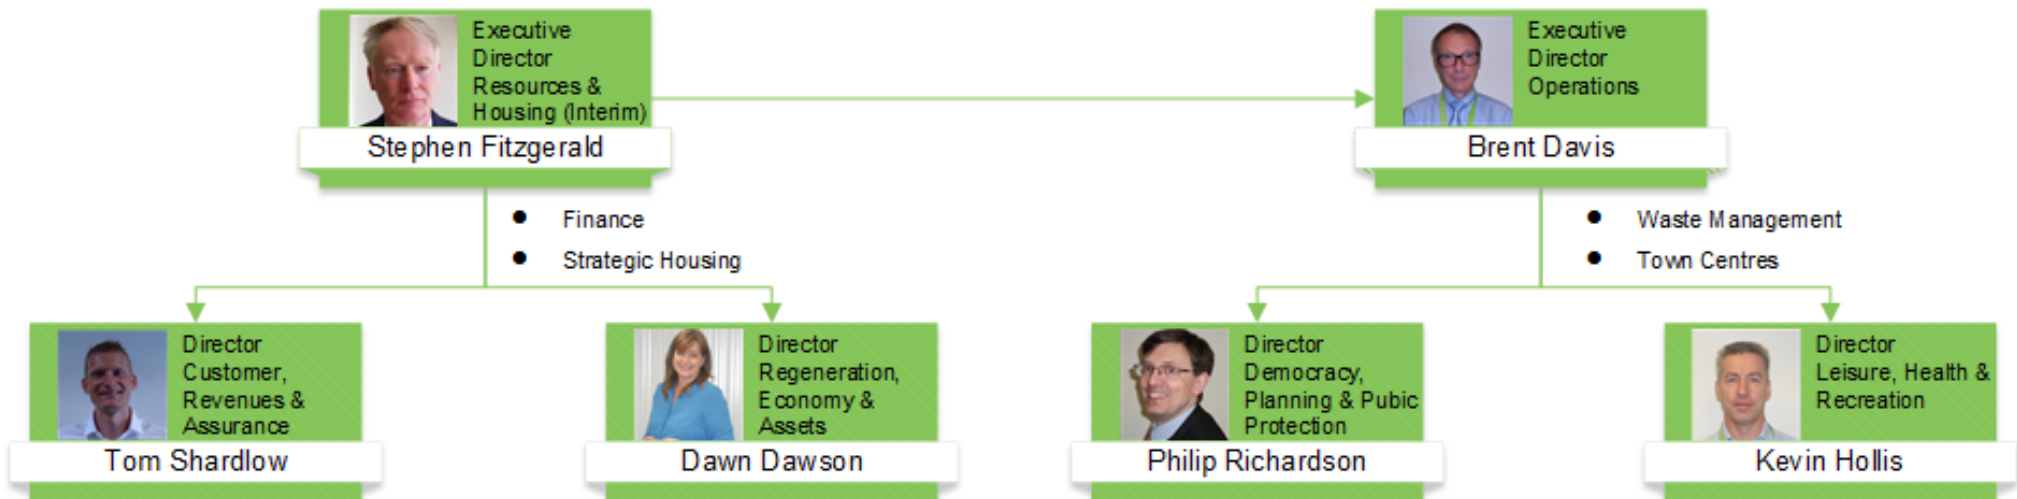 Executive
Director
Resources &
Housing (Interim)
Stephen Fitzgerald
Executive
Director
Operations
Brent Davis
● Finance
● Strategic Housing
● Waste Management
● Town Centres
Director
Customer,
Revenues &
Assurance
Tom Shardlow
Director
Regeneration,
Economy &
Assets
Dawn Dawson
Director
Democracy,
Planning & Pubic
Protection
Philip Richardson
Director
Leisure, Health &
Recreation
Kevin Hollis